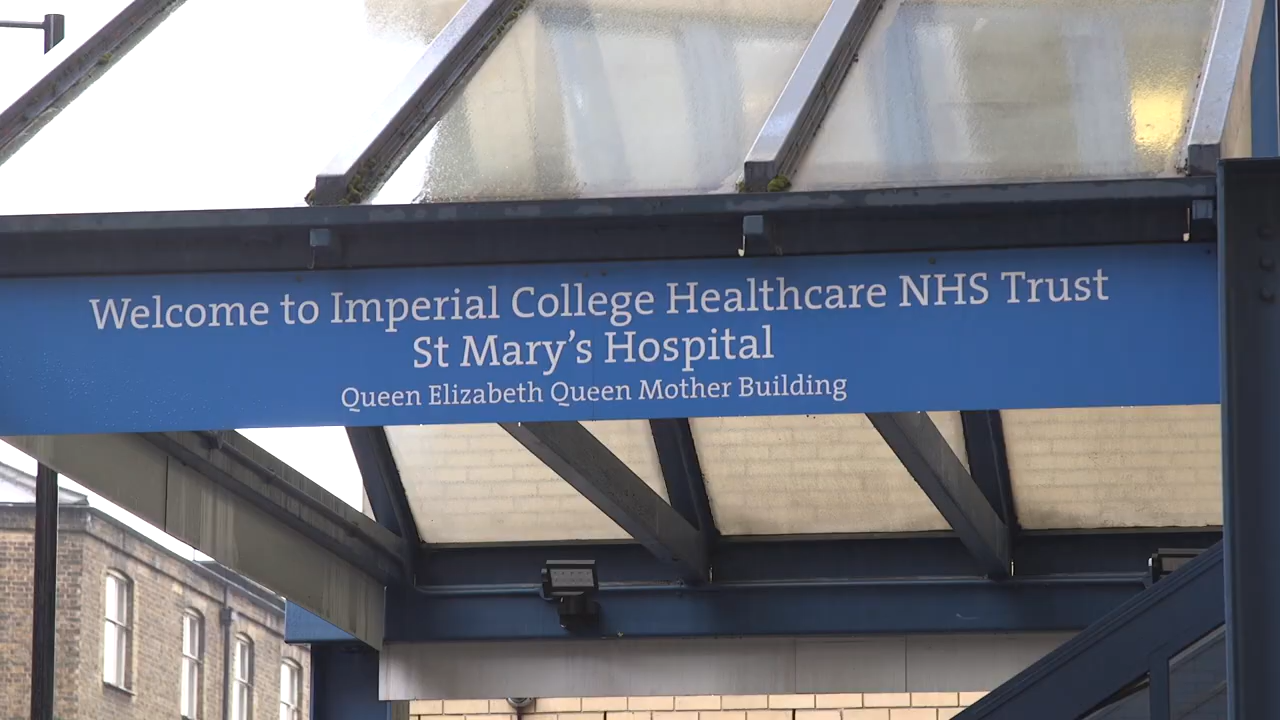 Welcome to Imperial College Healthcare NHS Trust
St Mary’s Hospital
Queen Elizabeth Queen Mother Building